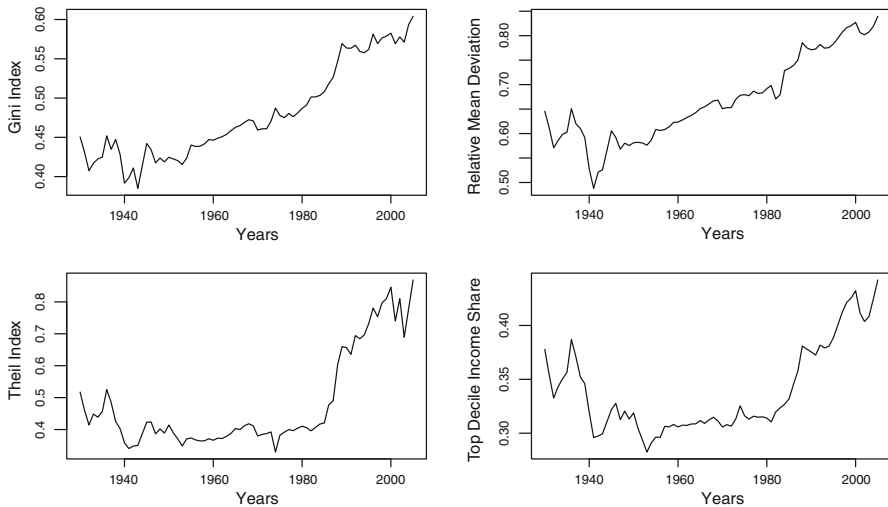 Gini Index
0.60
0.55
0.50
0.45
0.40
1940 1960 1980 2000
Years
Relative Mean Deviation
0.80
0.70
0.60
0.50
1940 1960 1980 2000
Years
Theil Index
0.8
0.7
0.6
0.5
0.4
1940 1960 1980 2000
Years
Top Decile Income Share
0.40
0.35
0.30
1940 1960 1980 2000
Years